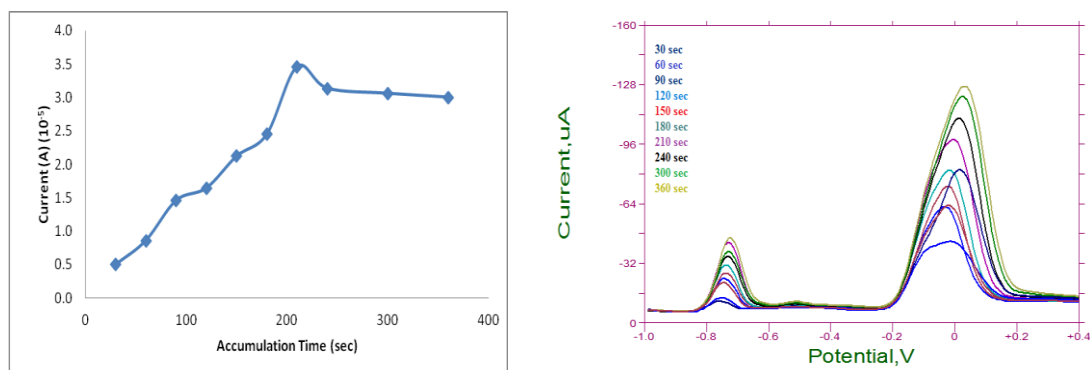 4.0
3.5
3.0
2.5
2.0
1.5
1.0
0.5
0.0
Current (A) (10⁻⁵)
0 100 200 300 400
Accumulation Time (sec)
-160
-128
-96
-64
-32
0
Current,uA
30 sec
60 sec
90 sec
120 sec
150 sec
180 sec
210 sec
240 sec
300 sec
360 sec
-1.0 -0.8 -0.6 -0.4 -0.2 0 +0.2 +0.4
Potential,V